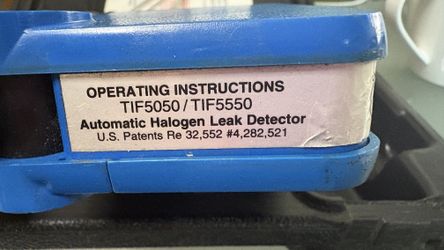 OPERATING INSTRUCTIONS
TIF5050/TIF5550
Automatic Halogen Leak Detector
U.S. Patents Re 32,552 #4,282,521